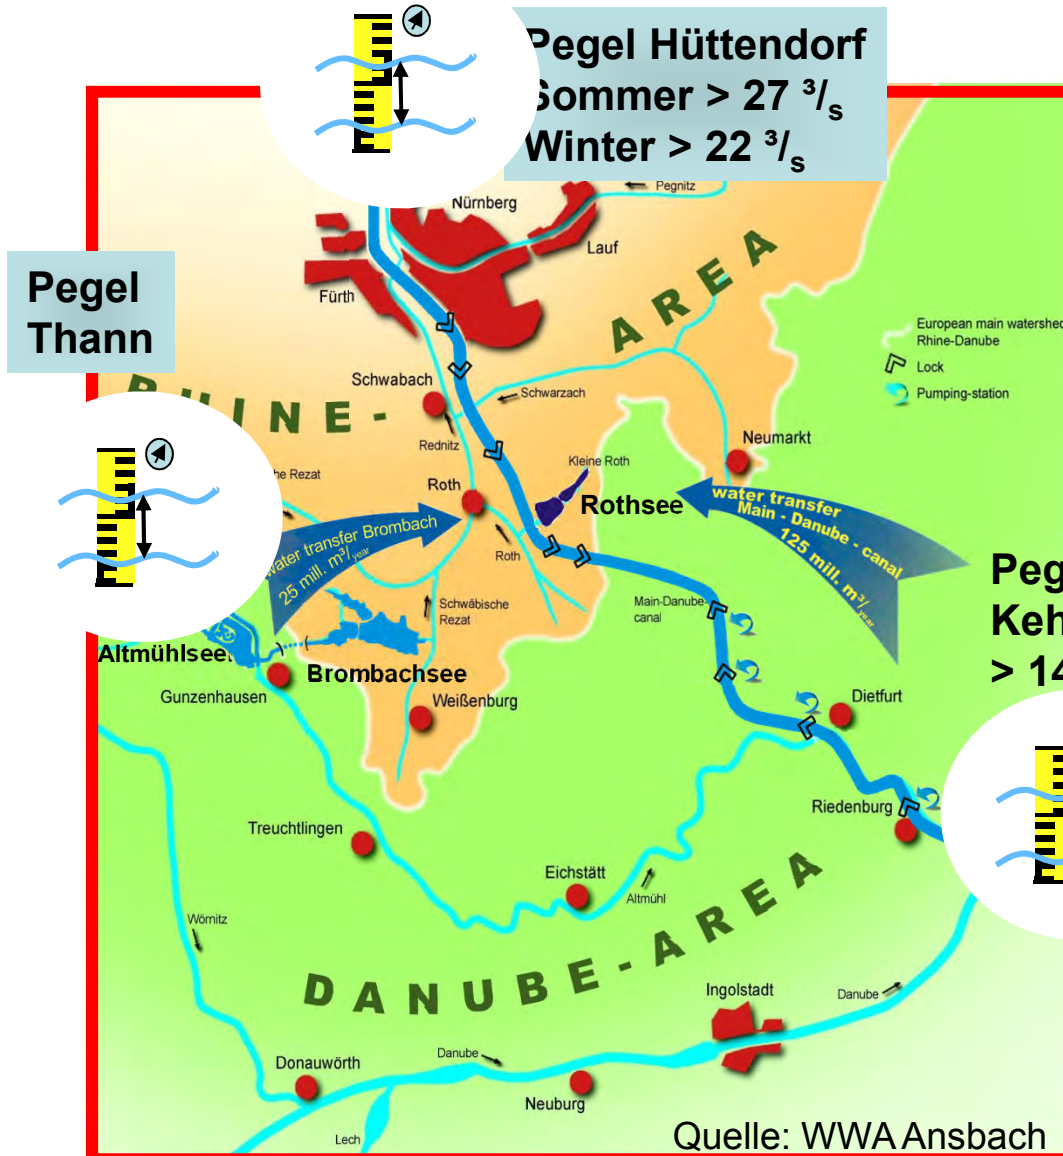 Pegel Hüttendorf
Sommer > 27 ³/s
Winter > 22 ³/s
Pegnitz
Nürnberg
Lauf
Fürth
Pegel
Thann
RHINE-
AREA
European main watershed
Rhine-Danube
Lock
Pumping-station
Schwabach
Schwarzach
Rednitz
Neumarkt
Kleine Roth
Rezat
Roth
Rothsee
water transfer
Main - Danube - canal
125 mill. m³/year
water transfer Brombach
25 mill. m³/year
Roth
Main-Danube-
canal
Schwäbische
Rezat
Altmühlsee
Brombachsee
Gunzenhausen
Weißenburg
Dietfurt
> 14
Riedenburg
Treuchtlingen
Eichstätt
Altmühl
Wörnitz
DANUBE-AREA
Ingolstadt
Danube
Danube
Donauwörth
Neuburg
Lech
Quelle: WWA Ansbach